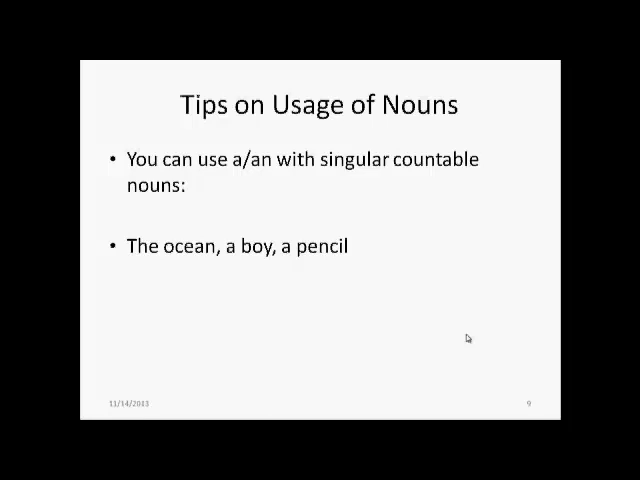 Tips on Usage of Nouns
• You can use a/an with singular countable
nouns:
• The ocean, a boy, a pencil
11/14/2013
9